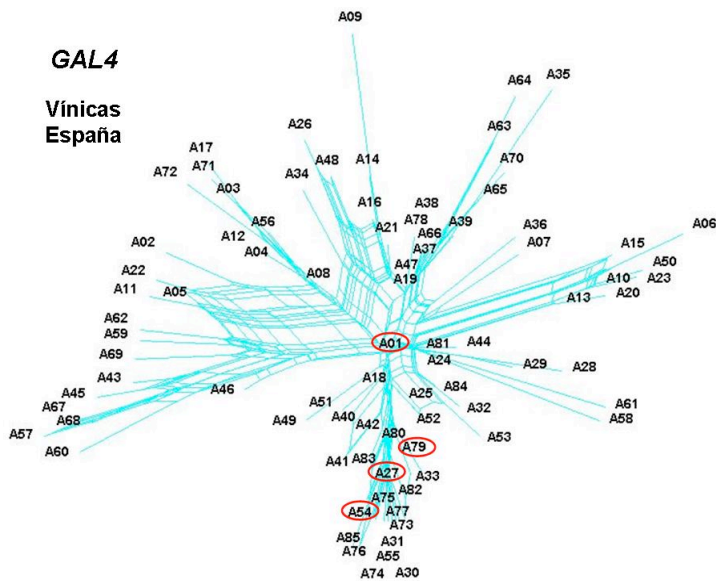 A09
GAL4
A64 A35
Vínicas
España
A63
A26
A17 A48 A14 A70
A72 A71 A34
A03 A65
A16 A38
A56 A21 A78 A39 A36 A06
A12 A66
A02 A04 A37 A07 A15
A47 A50
A22 A08 A19 A10 A23
A11 A05 A13 A20
A62
A59 A01 A81 A44
A69 A24 A29 A28
A43 A18
A45 A46 A25 A84
A67 A51 A32 A61
A68 A49 A40 A52 A58
A57 A42 A80 A53
A60 A79
A41 A83
A27 A33
A82
A75
A54 A77
A73
A85 A31
A76 A55
A74 A30